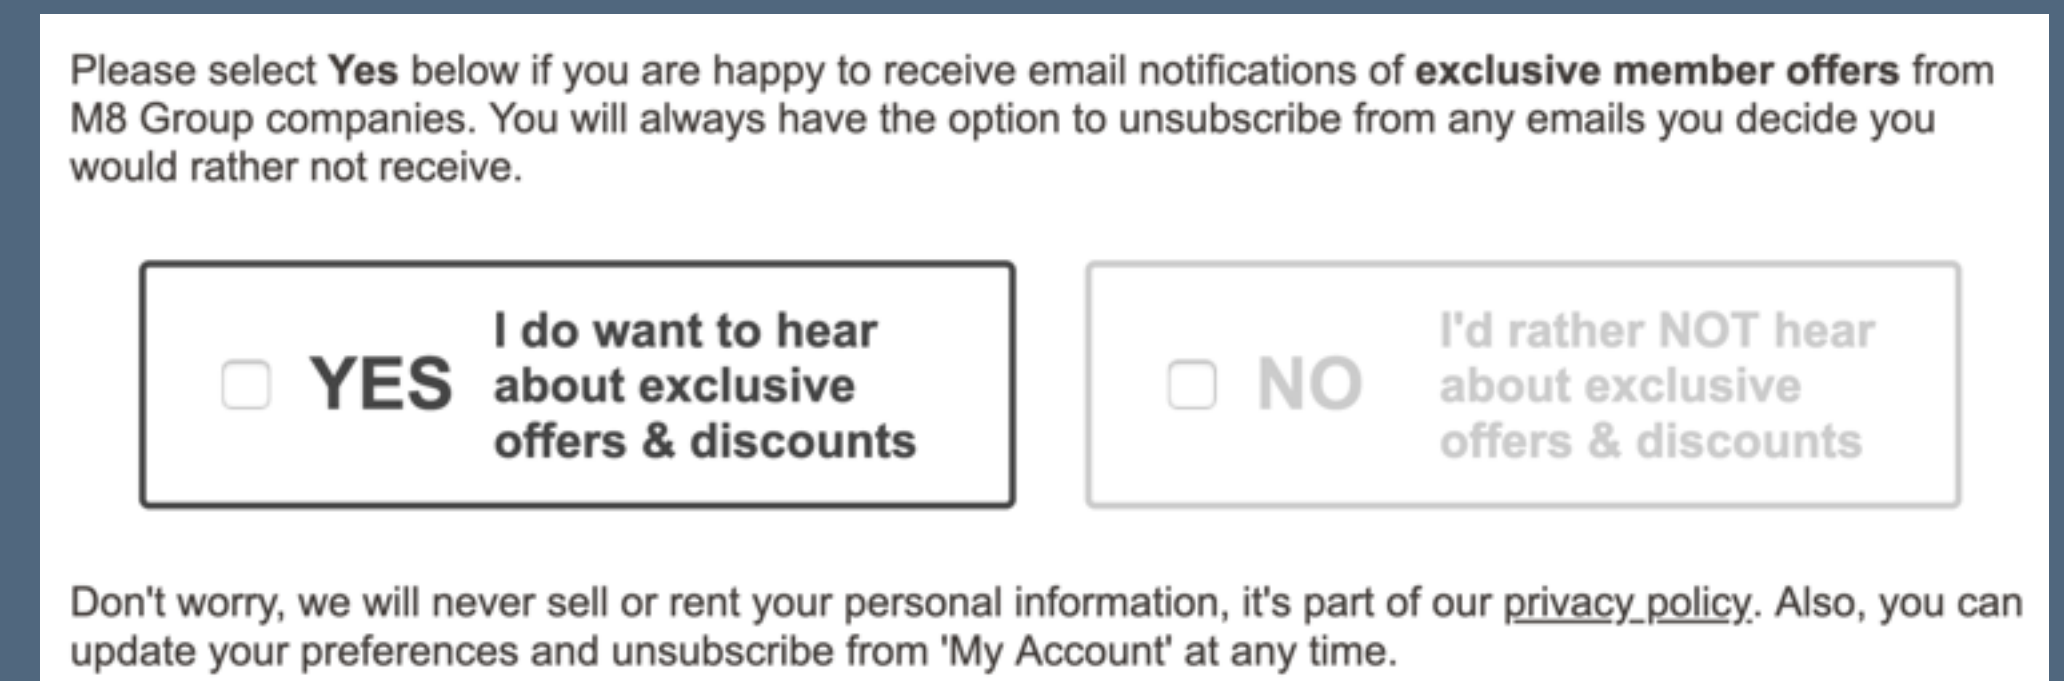 Please select Yes below if you are happy to receive email notifications of exclusive member offers from
M8 Group companies. You will always have the option to unsubscribe from any emails you decide you
would rather not receive.
YES
I do want to hear
about exclusive
offers & discounts
NO
I'd rather NOT hear
about exclusive
offers & discounts
Don't worry, we will never sell or rent your personal information, it's part of our privacy policy. Also, you can
update your preferences and unsubscribe from 'My Account' at any time.